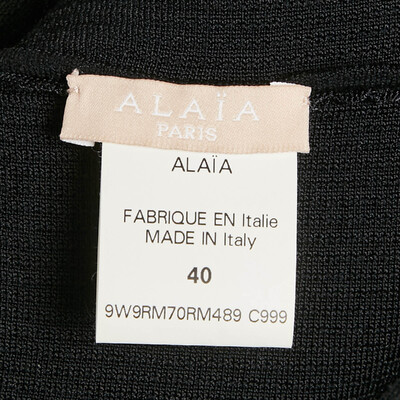 ALAÏA
PARIS
ALAÏA
FABRIQUE EN Italie
MADE IN Italy
40
9W9RM70RM489 C999